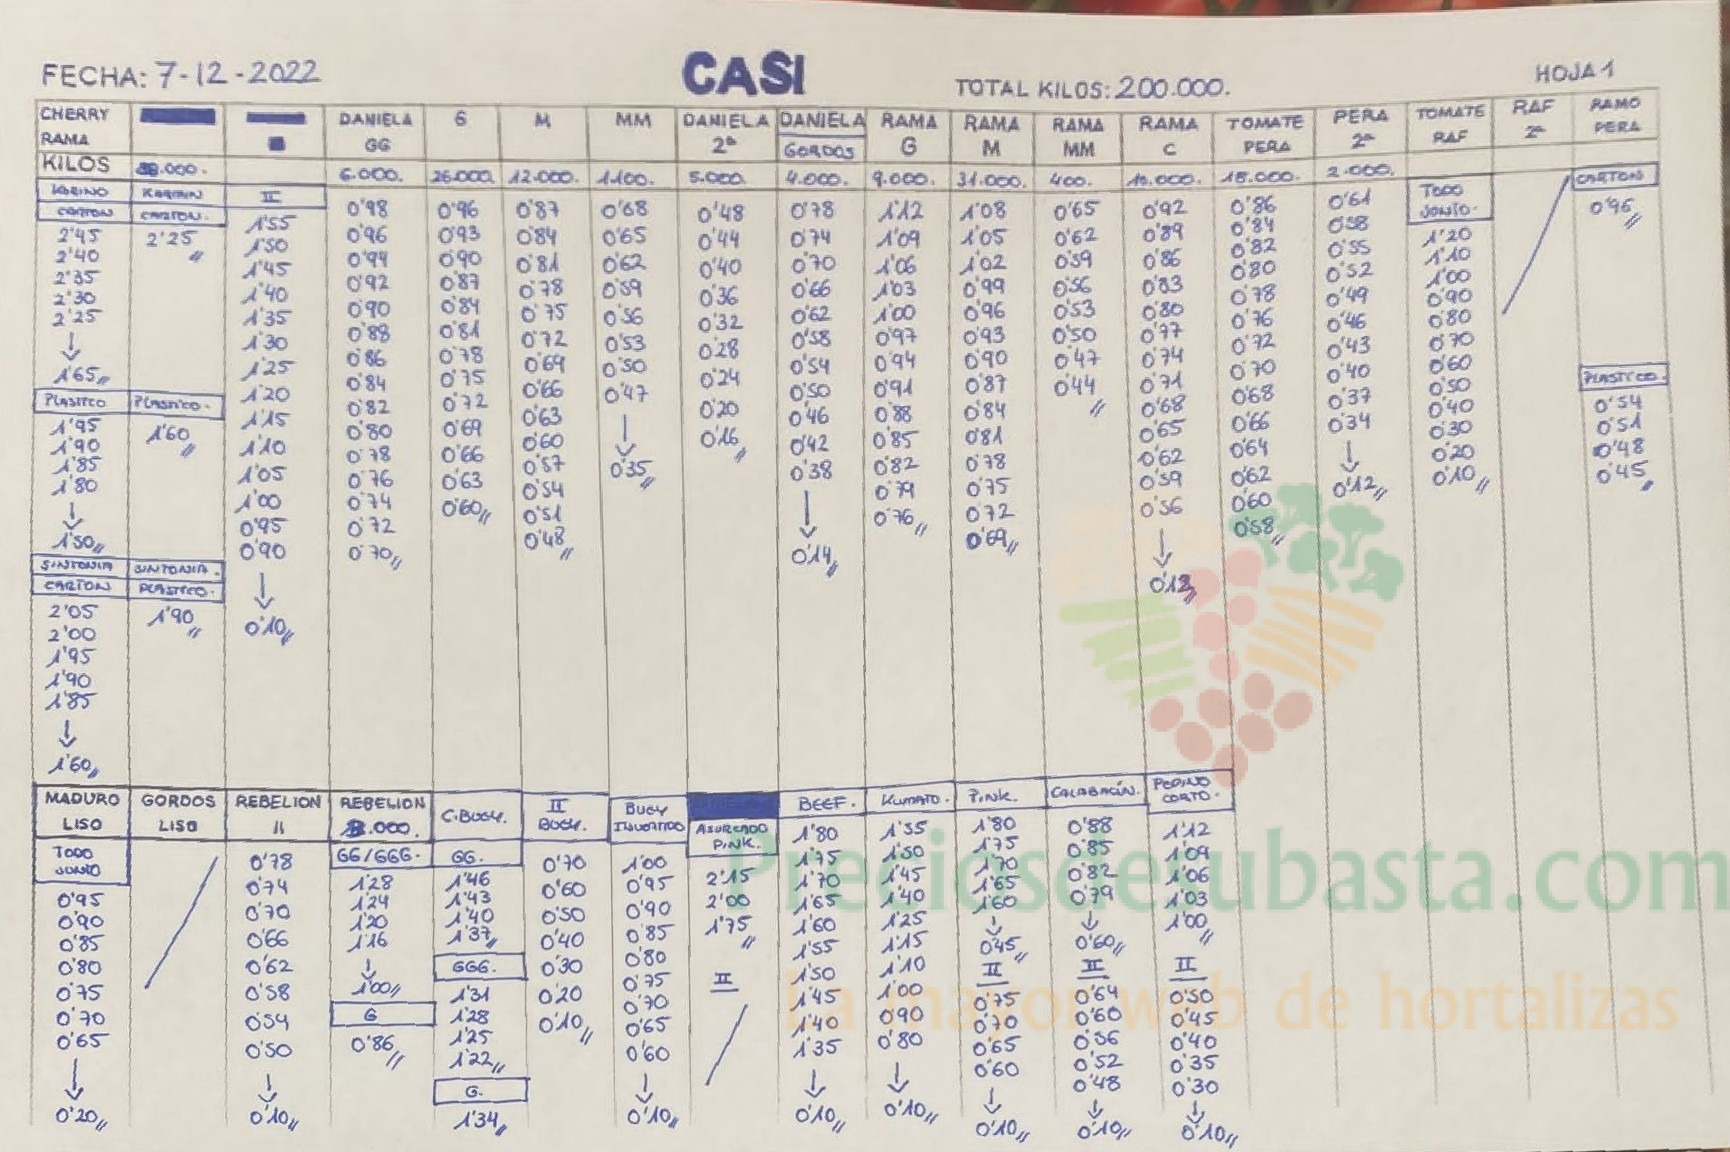 FECHA: 7-12-2022 CASI TOTAL KILOS: 200.000. HOJA 1
CHERRY DANIELA G M MM DANIELA DANIELA RAMA RAMA RAMA RAMA TOMATE PERA TOMATE RAF RAMO
RAMA GG 2ª GORDOS G M MM C PERA 2ª RAF 2ª PERA
KILOS 6.000. 26.000. 12.000. 1.100. 5.000. 4.000. 9.000. 31.000. 400. 18.000. 2.000. CARTON
KARINO II TODO
CARTON CARTON. JUNTO.
2'45 2'25 1'55 0'98 0'96 0'87 0'68 0'48 0'78 1'12 1'08 0'65 0'92 0'86 0'61 1'20 0'96
2'40 1'50 0'96 0'93 0'84 0'65 0'44 0'74 1'09 1'05 0'62 0'89 0'84 0'58 1'10
2'35 1'45 0'94 0'90 0'81 0'62 0'40 0'70 1'06 1'02 0'59 0'86 0'82 0'55 1'00
2'30 1'40 0'92 0'87 0'78 0'59 0'36 0'66 1'03 0'99 0'56 0'83 0'80 0'52 0'90
2'25 1'35 0'90 0'84 0'75 0'56 0'32 0'62 1'00 0'96 0'53 0'80 0'78 0'49 0'80
↓ 1'30 0'88 0'81 0'72 0'53 0'28 0'58 0'97 0'93 0'50 0'77 0'76 0'46 0'70
1'65 1'25 0'86 0'78 0'69 0'50 0'24 0'54 0'94 0'90 0'47 0'74 0'72 0'43 0'60 PLASTICO.
PLASTICO PLASTICO. 1'20 0'84 0'75 0'66 0'47 0'20 0'50 0'91 0'87 0'44 0'71 0'70 0'40 0'50 0'54
1'95 1'60 1'15 0'82 0'72 0'63 ↓ 0'16 0'46 0'88 0'84 0'68 0'68 0'37 0'40 0'51
1'90 1'10 0'80 0'69 0'60 0'35 0'42 0'85 0'81 0'65 0'66 0'34 0'30 0'48
1'85 1'05 0'78 0'66 0'57 0'38 0'82 0'78 0'62 0'64 ↓ 0'20 0'45
1'80 1'00 0'76 0'63 0'54 ↓ 0'79 0'75 0'59 0'62 0'12 0'10
↓ 0'95 0'74 0'60 0'51 0'14 0'76 0'72 0'56 0'60
1'50 0'90 0'72 0'48 0'69 ↓ 0'58
SINTONIA SINTONIA. ↓ 0'70 0'12
CARTON PLASTICO. 0'10
2'05 1'90
2'00
1'95
1'90
1'85
↓
1'60
MADURO GORDOS REBELION REBELION C.BUGY. II BUGY BEEF. KUMATO. PINK. CALABACÍN. PEPINO
LISO LISO II BUGY. INVERTIDO ASURCADO CORTO.
TODO GG/GGG. GG. PINK.
JUNTO
0'95 0'78 1'28 1'46 0'70 1'00 2'15 1'80 1'55 1'80 0'88 1'12
0'90 0'74 1'24 1'43 0'60 0'95 2'00 1'75 1'50 1'75 0'85 1'09
0'85 0'70 1'20 1'40 0'50 0'90 1'75 1'70 1'45 1'70 0'82 1'06
0'80 0'66 1'16 1'37 0'40 0'85 1'65 1'40 1'65 0'79 1'03
0'75 0'62 ↓ GGG. 0'30 0'80 II 1'60 1'25 1'60 ↓ 1'00
0'70 0'58 1'00 1'31 0'20 0'75 1'55 1'15 ↓ 0'60
0'65 0'54 G 1'28 0'10 0'70 1'50 1'10 0'45 II II
↓ 0'50 0'86 1'25 0'65 1'45 1'00 II 0'64 0'50
0'20 ↓ 1'22 0'60 1'40 0'90 0'75 0'60 0'45
0'10 G. ↓ 1'35 0'80 0'70 0'56 0'40
1'34 0'10 ↓ ↓ 0'65 0'52 0'35
0'10 0'10 0'60 0'48 0'30
↓ ↓ ↓
0'10 0'10 0'10
Preciosdesubasta.com
La mayor web de hortalizas